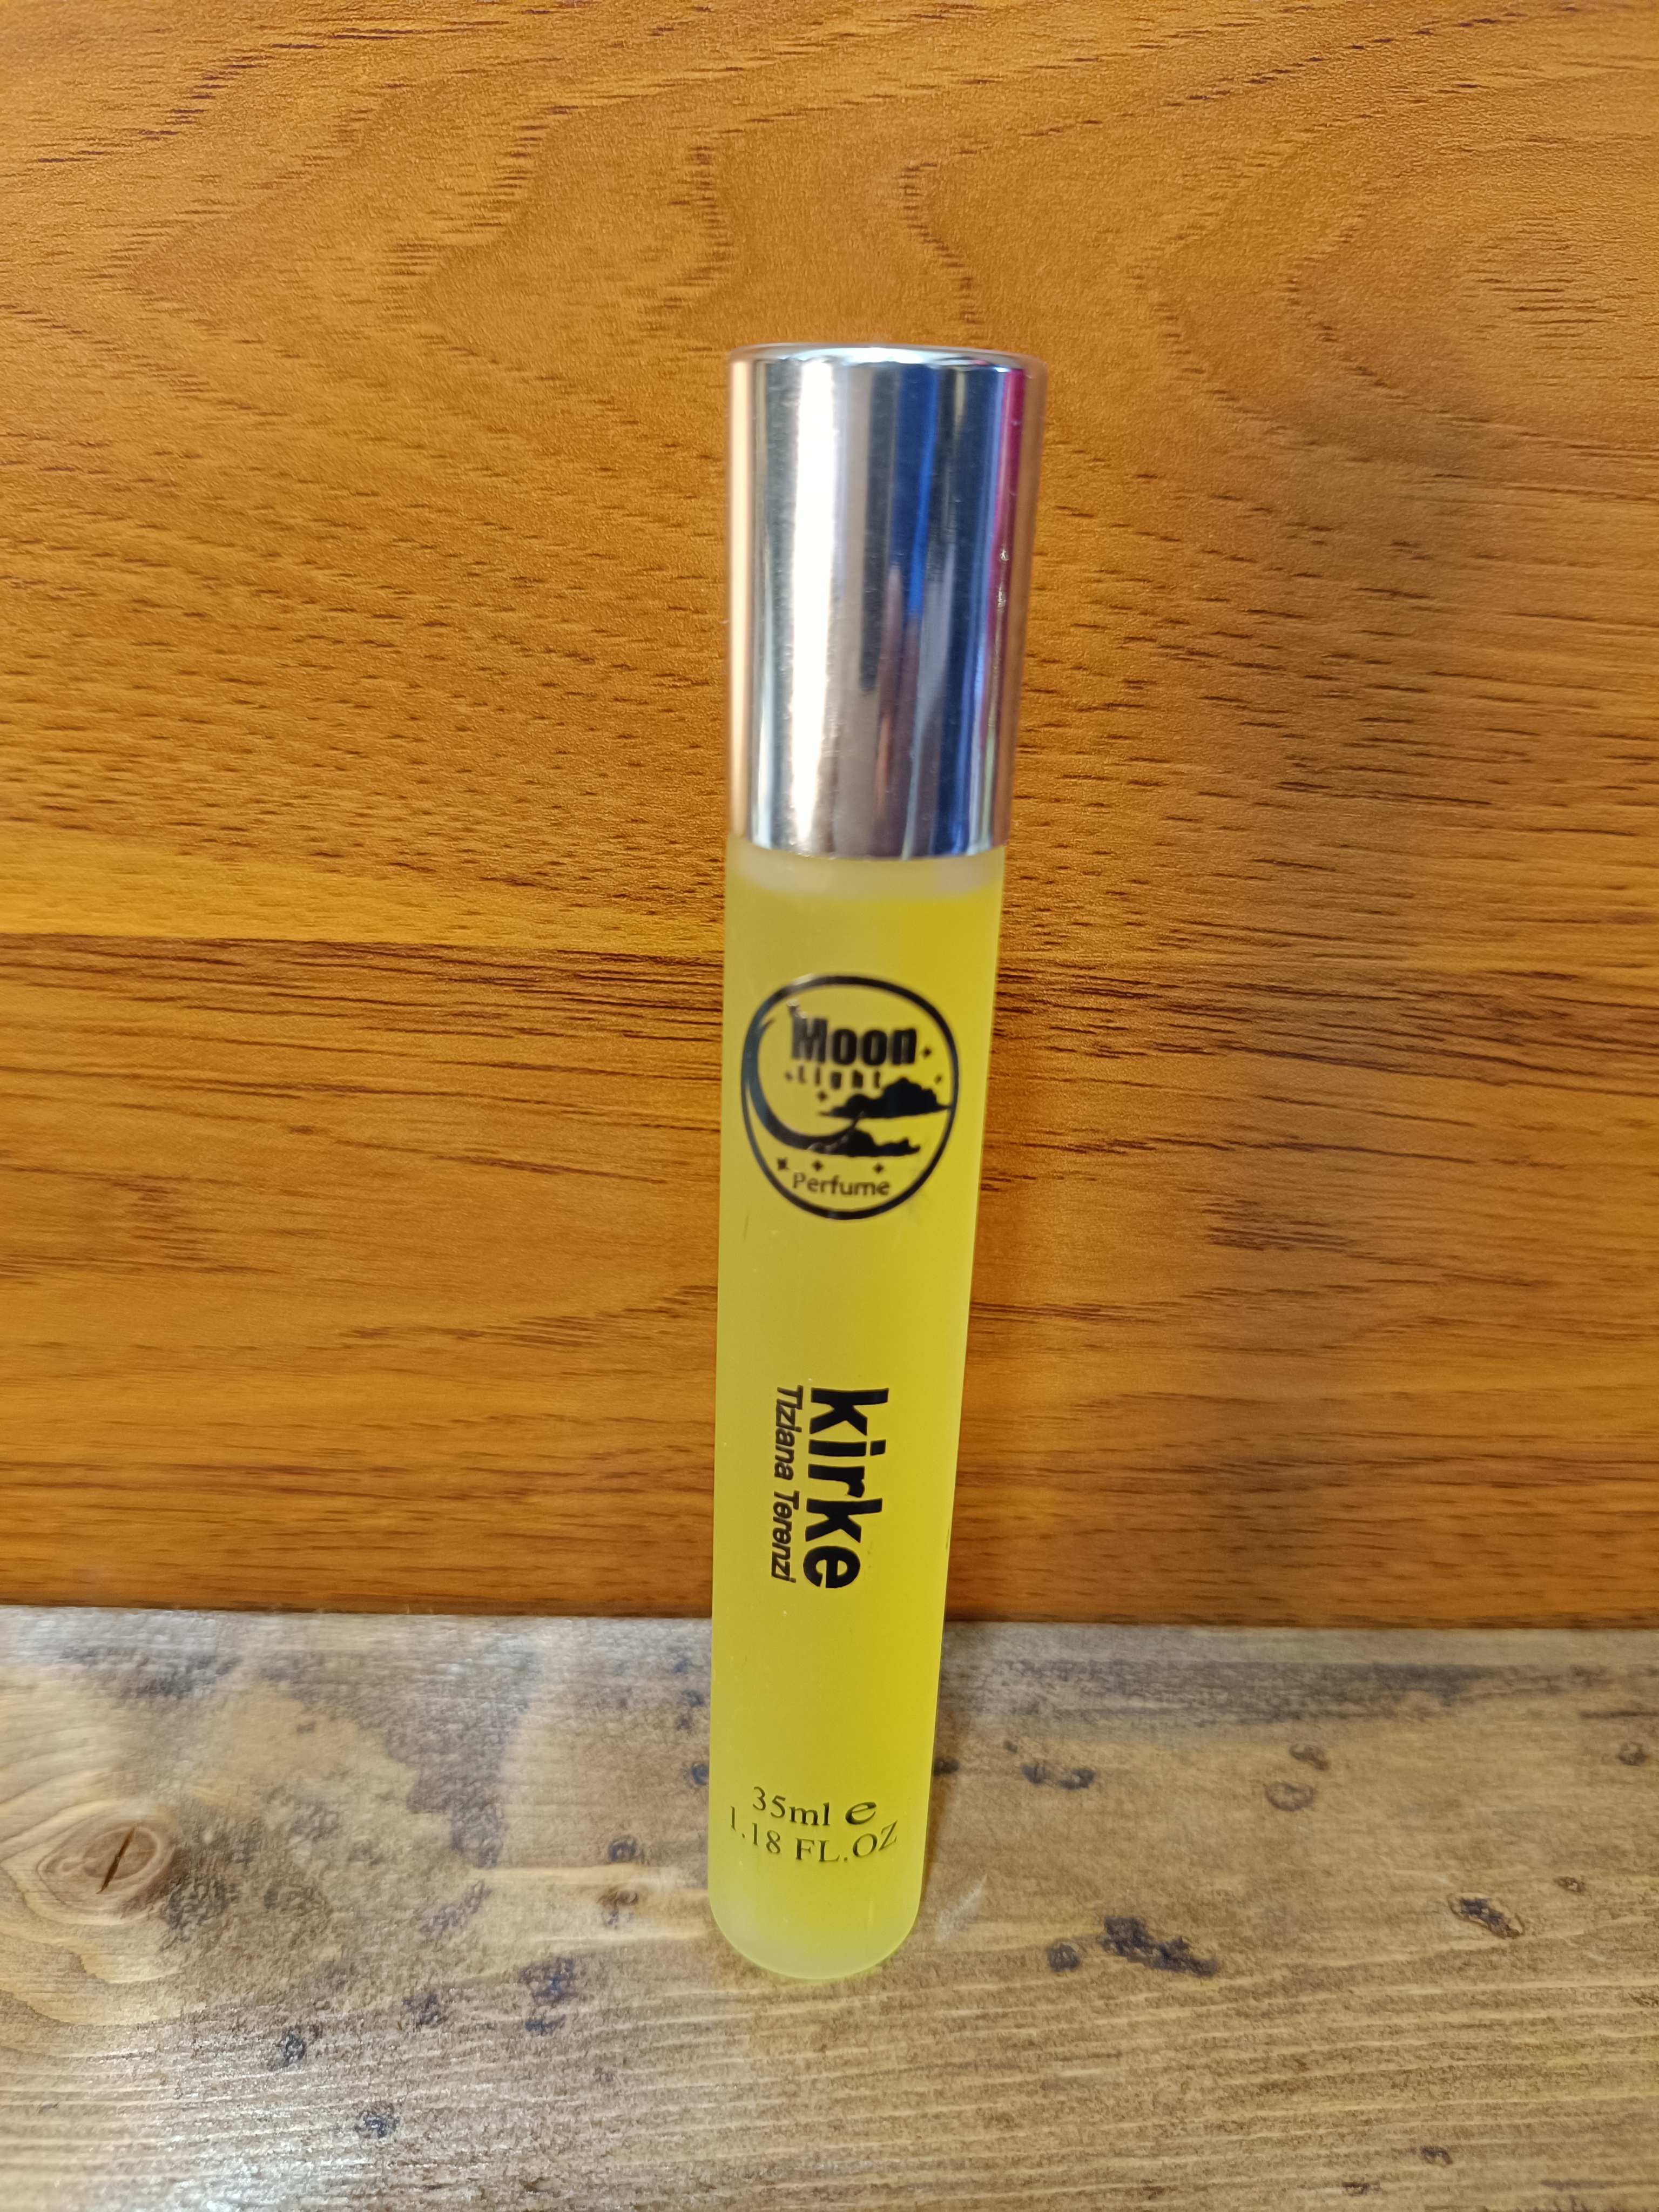 Moon
Light
Perfume
kirke
Tiziana Terenzi
35ml e
1.18 FL.OZ